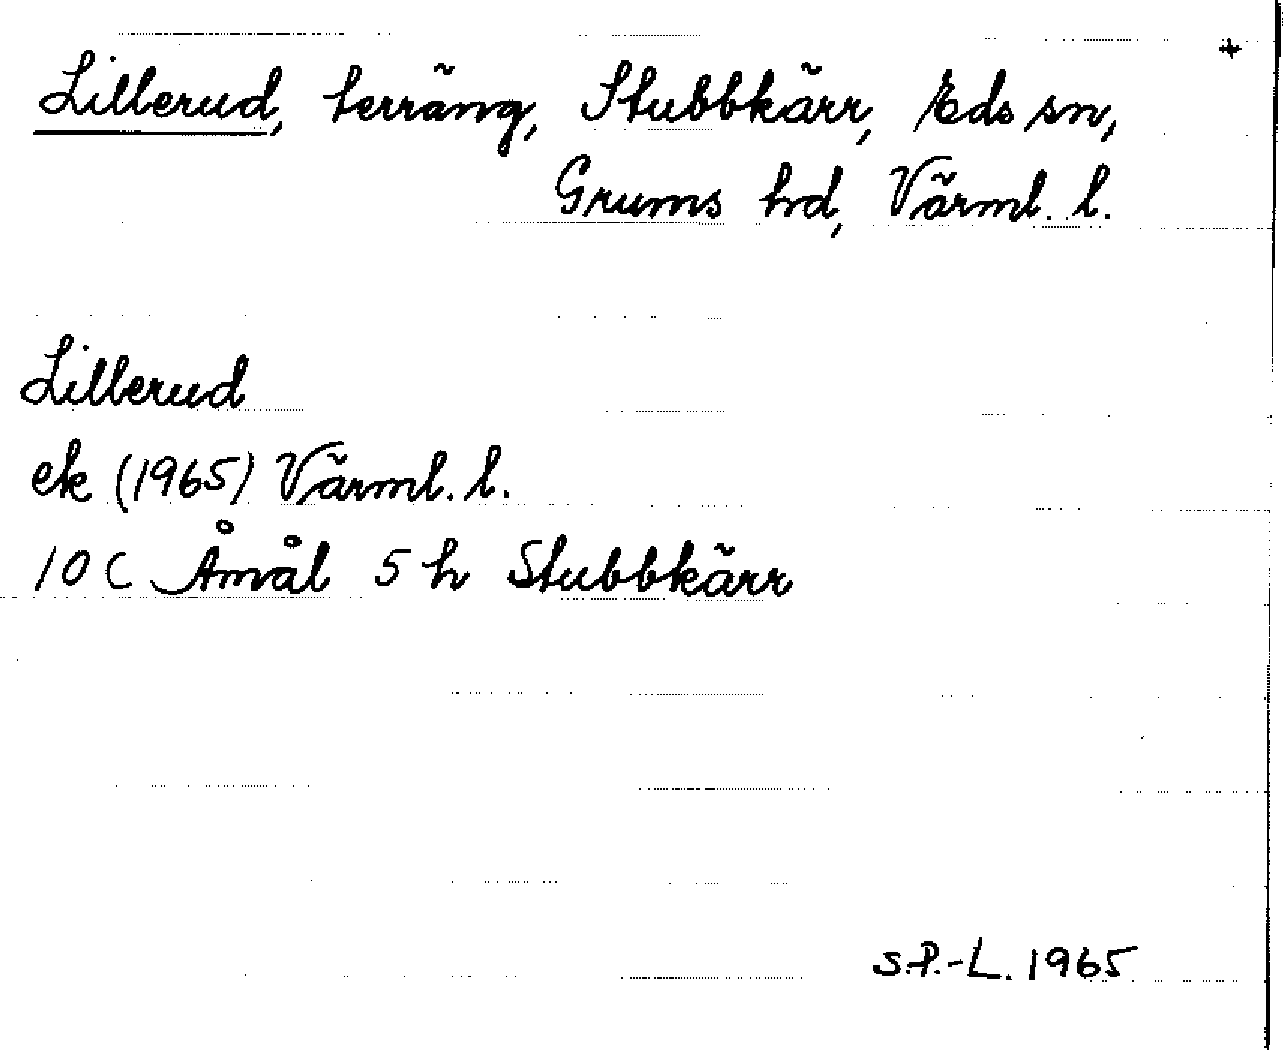 +
Lillerud, terräng, Stubbkärr, Eds sn,
Grums hd, Värml. l.
Lillerud
ek (1965) Värml. l.
10 C Åmål 5 h Stubbkärr
S.P.-L. 1965